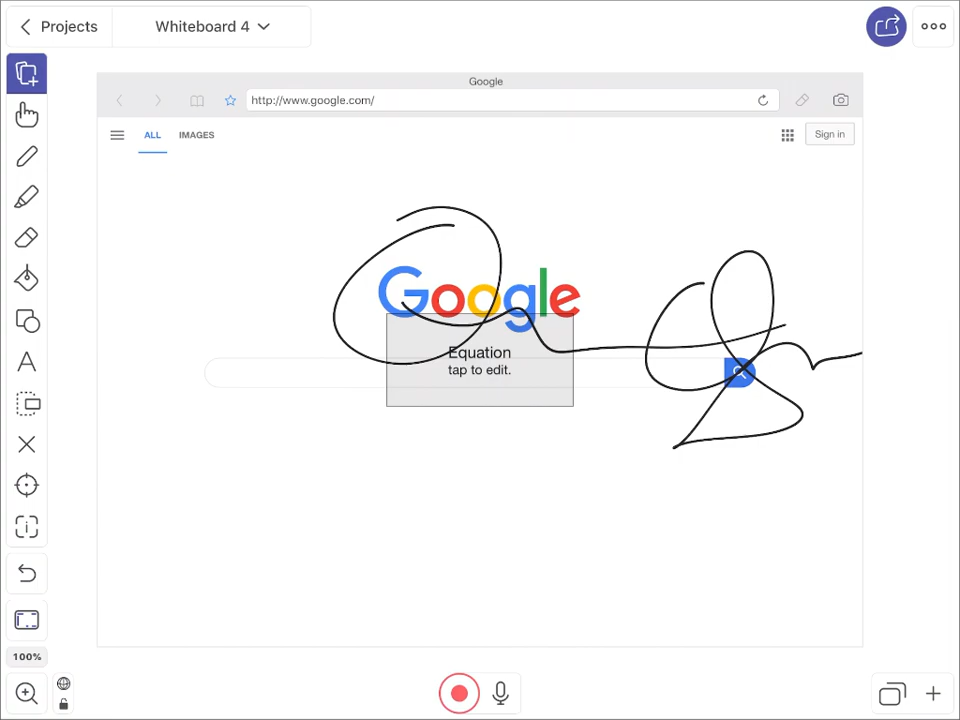 Projects
Whiteboard 4
Google
http://www.google.com/
ALL
IMAGES
Sign in
Google
Equation
tap to edit.
100%